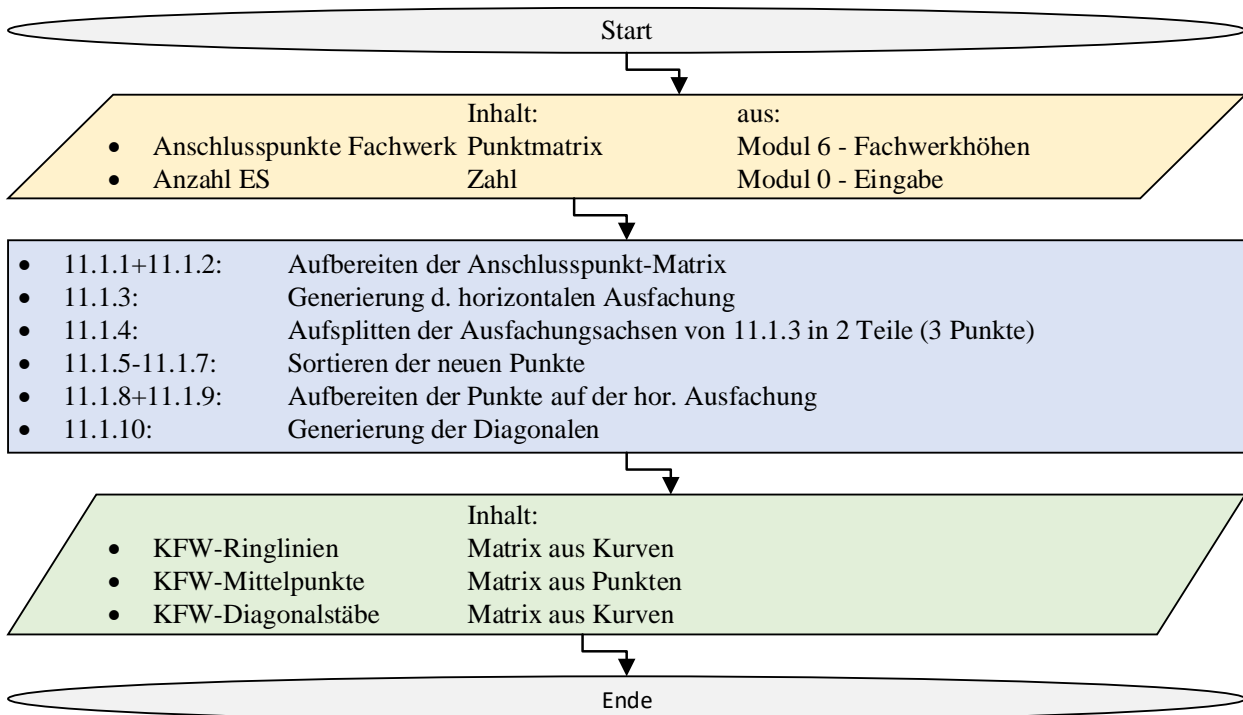 Start
Inhalt: aus:
• Anschlusspunkte Fachwerk Punktmatrix Modul 6 - Fachwerkhöhen
• Anzahl ES Zahl Modul 0 - Eingabe
• 11.1.1+11.1.2: Aufbereiten der Anschlusspunkt-Matrix
• 11.1.3: Generierung d. horizontalen Ausfachung
• 11.1.4: Aufsplitten der Ausfachungsachsen von 11.1.3 in 2 Teile (3 Punkte)
• 11.1.5-11.1.7: Sortieren der neuen Punkte
• 11.1.8+11.1.9: Aufbereiten der Punkte auf der hor. Ausfachung
• 11.1.10: Generierung der Diagonalen
Inhalt:
• KFW-Ringlinien Matrix aus Kurven
• KFW-Mittelpunkte Matrix aus Punkten
• KFW-Diagonalstäbe Matrix aus Kurven
Ende